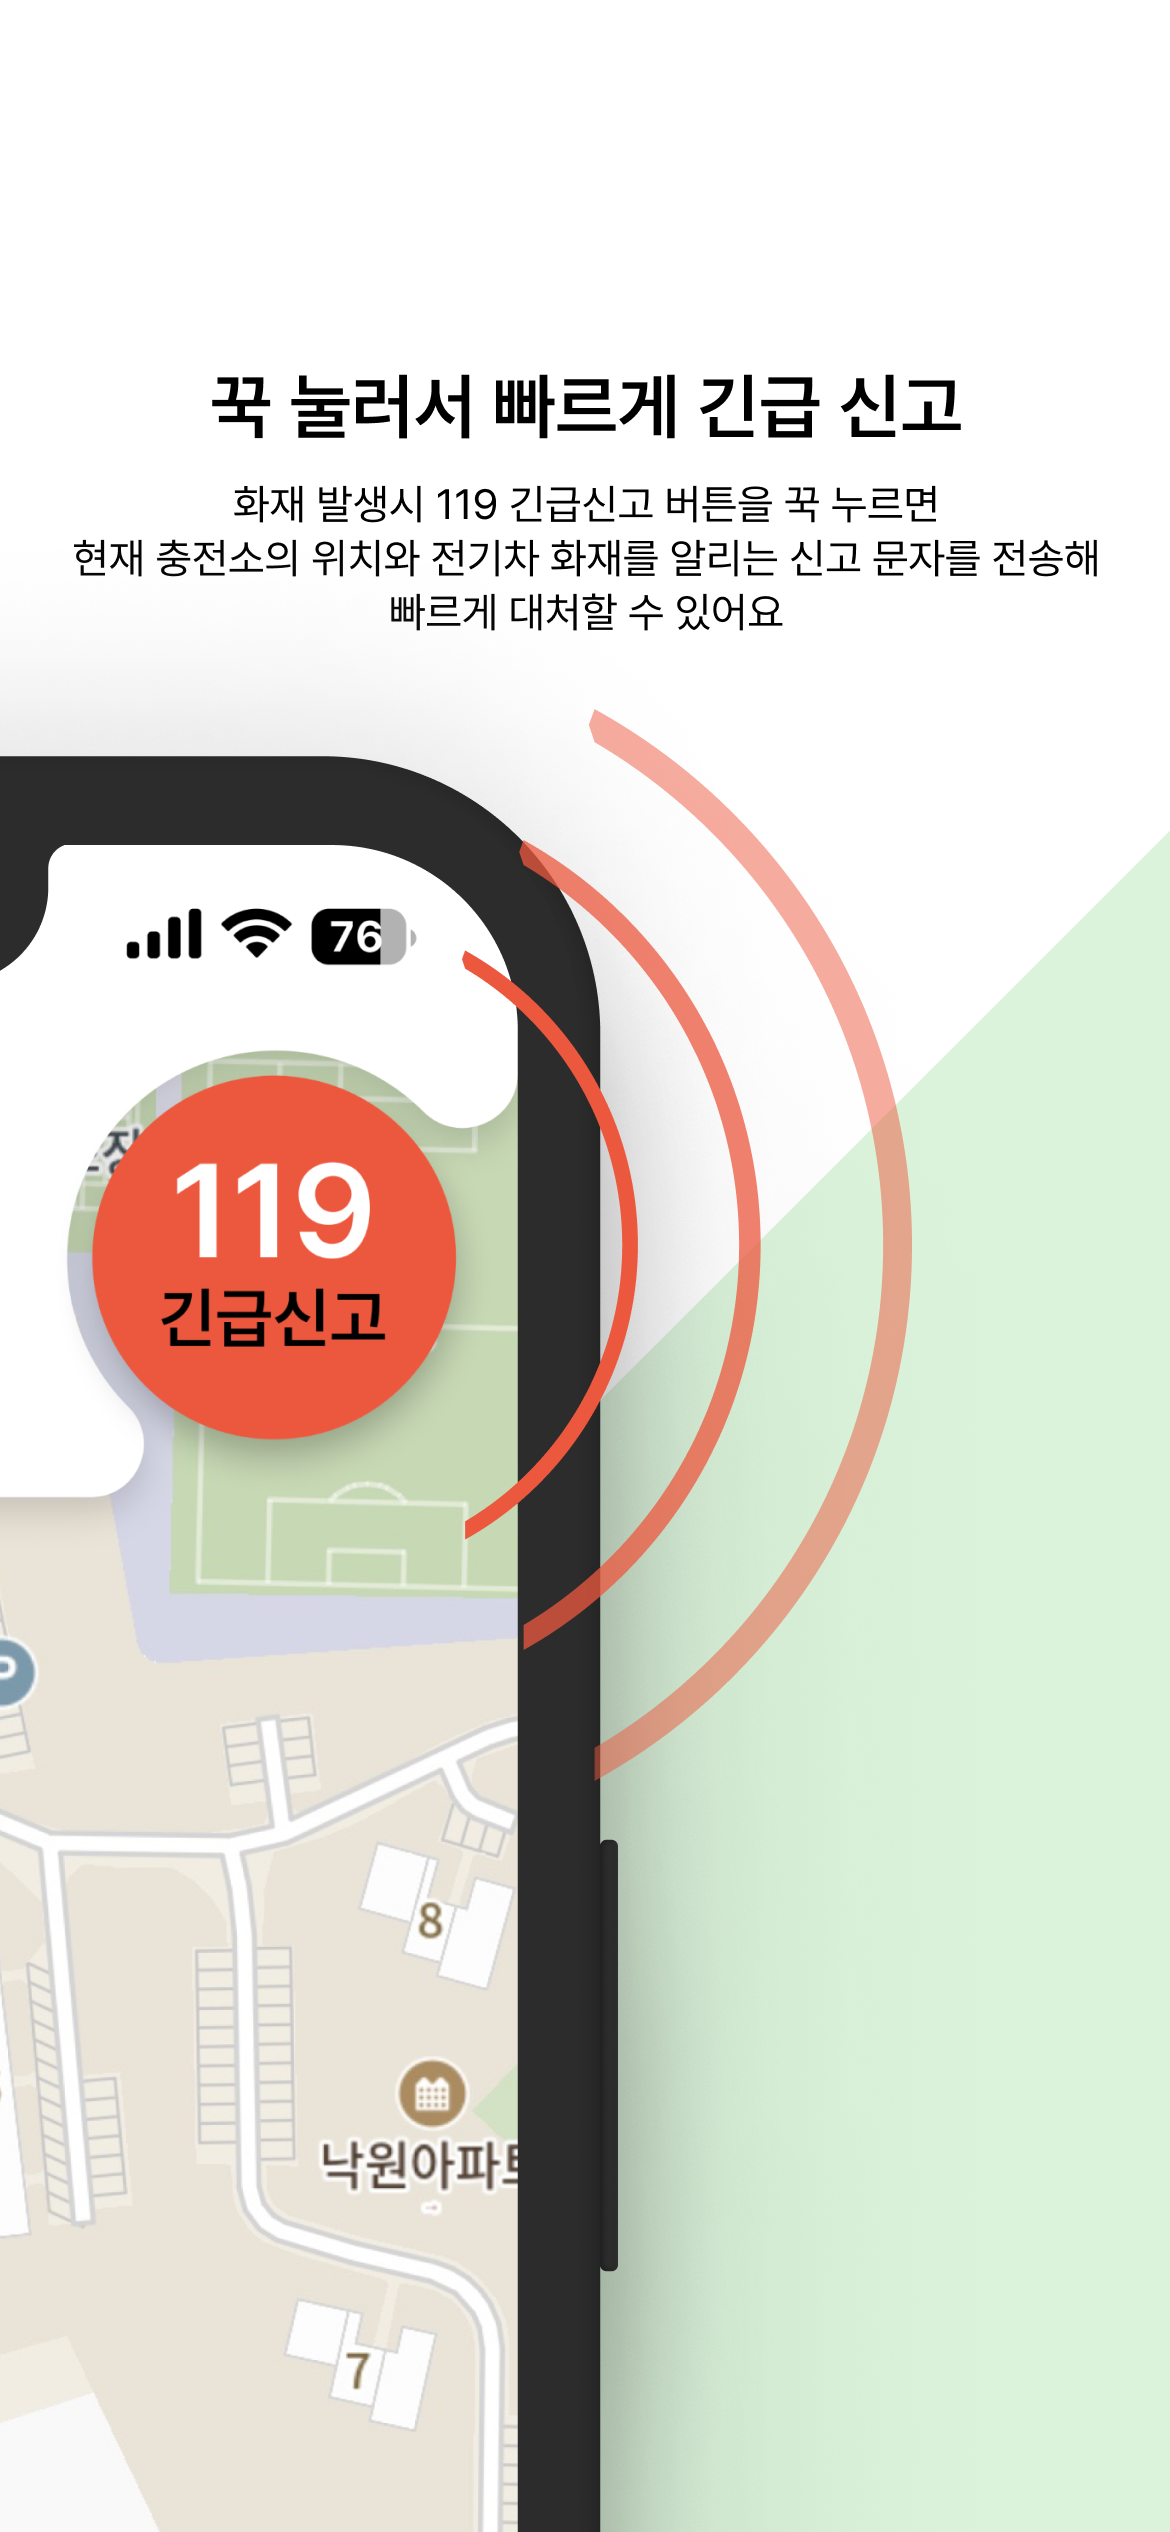 꾹 눌러서 빠르게 긴급 신고
화재 발생시 119 긴급신고 버튼을 꾹 누르면
현재 충전소의 위치와 전기차 화재를 알리는 신고 문자를 전송해
빠르게 대처할 수 있어요
76
119
긴급신고
P
8
낙원아파트
7